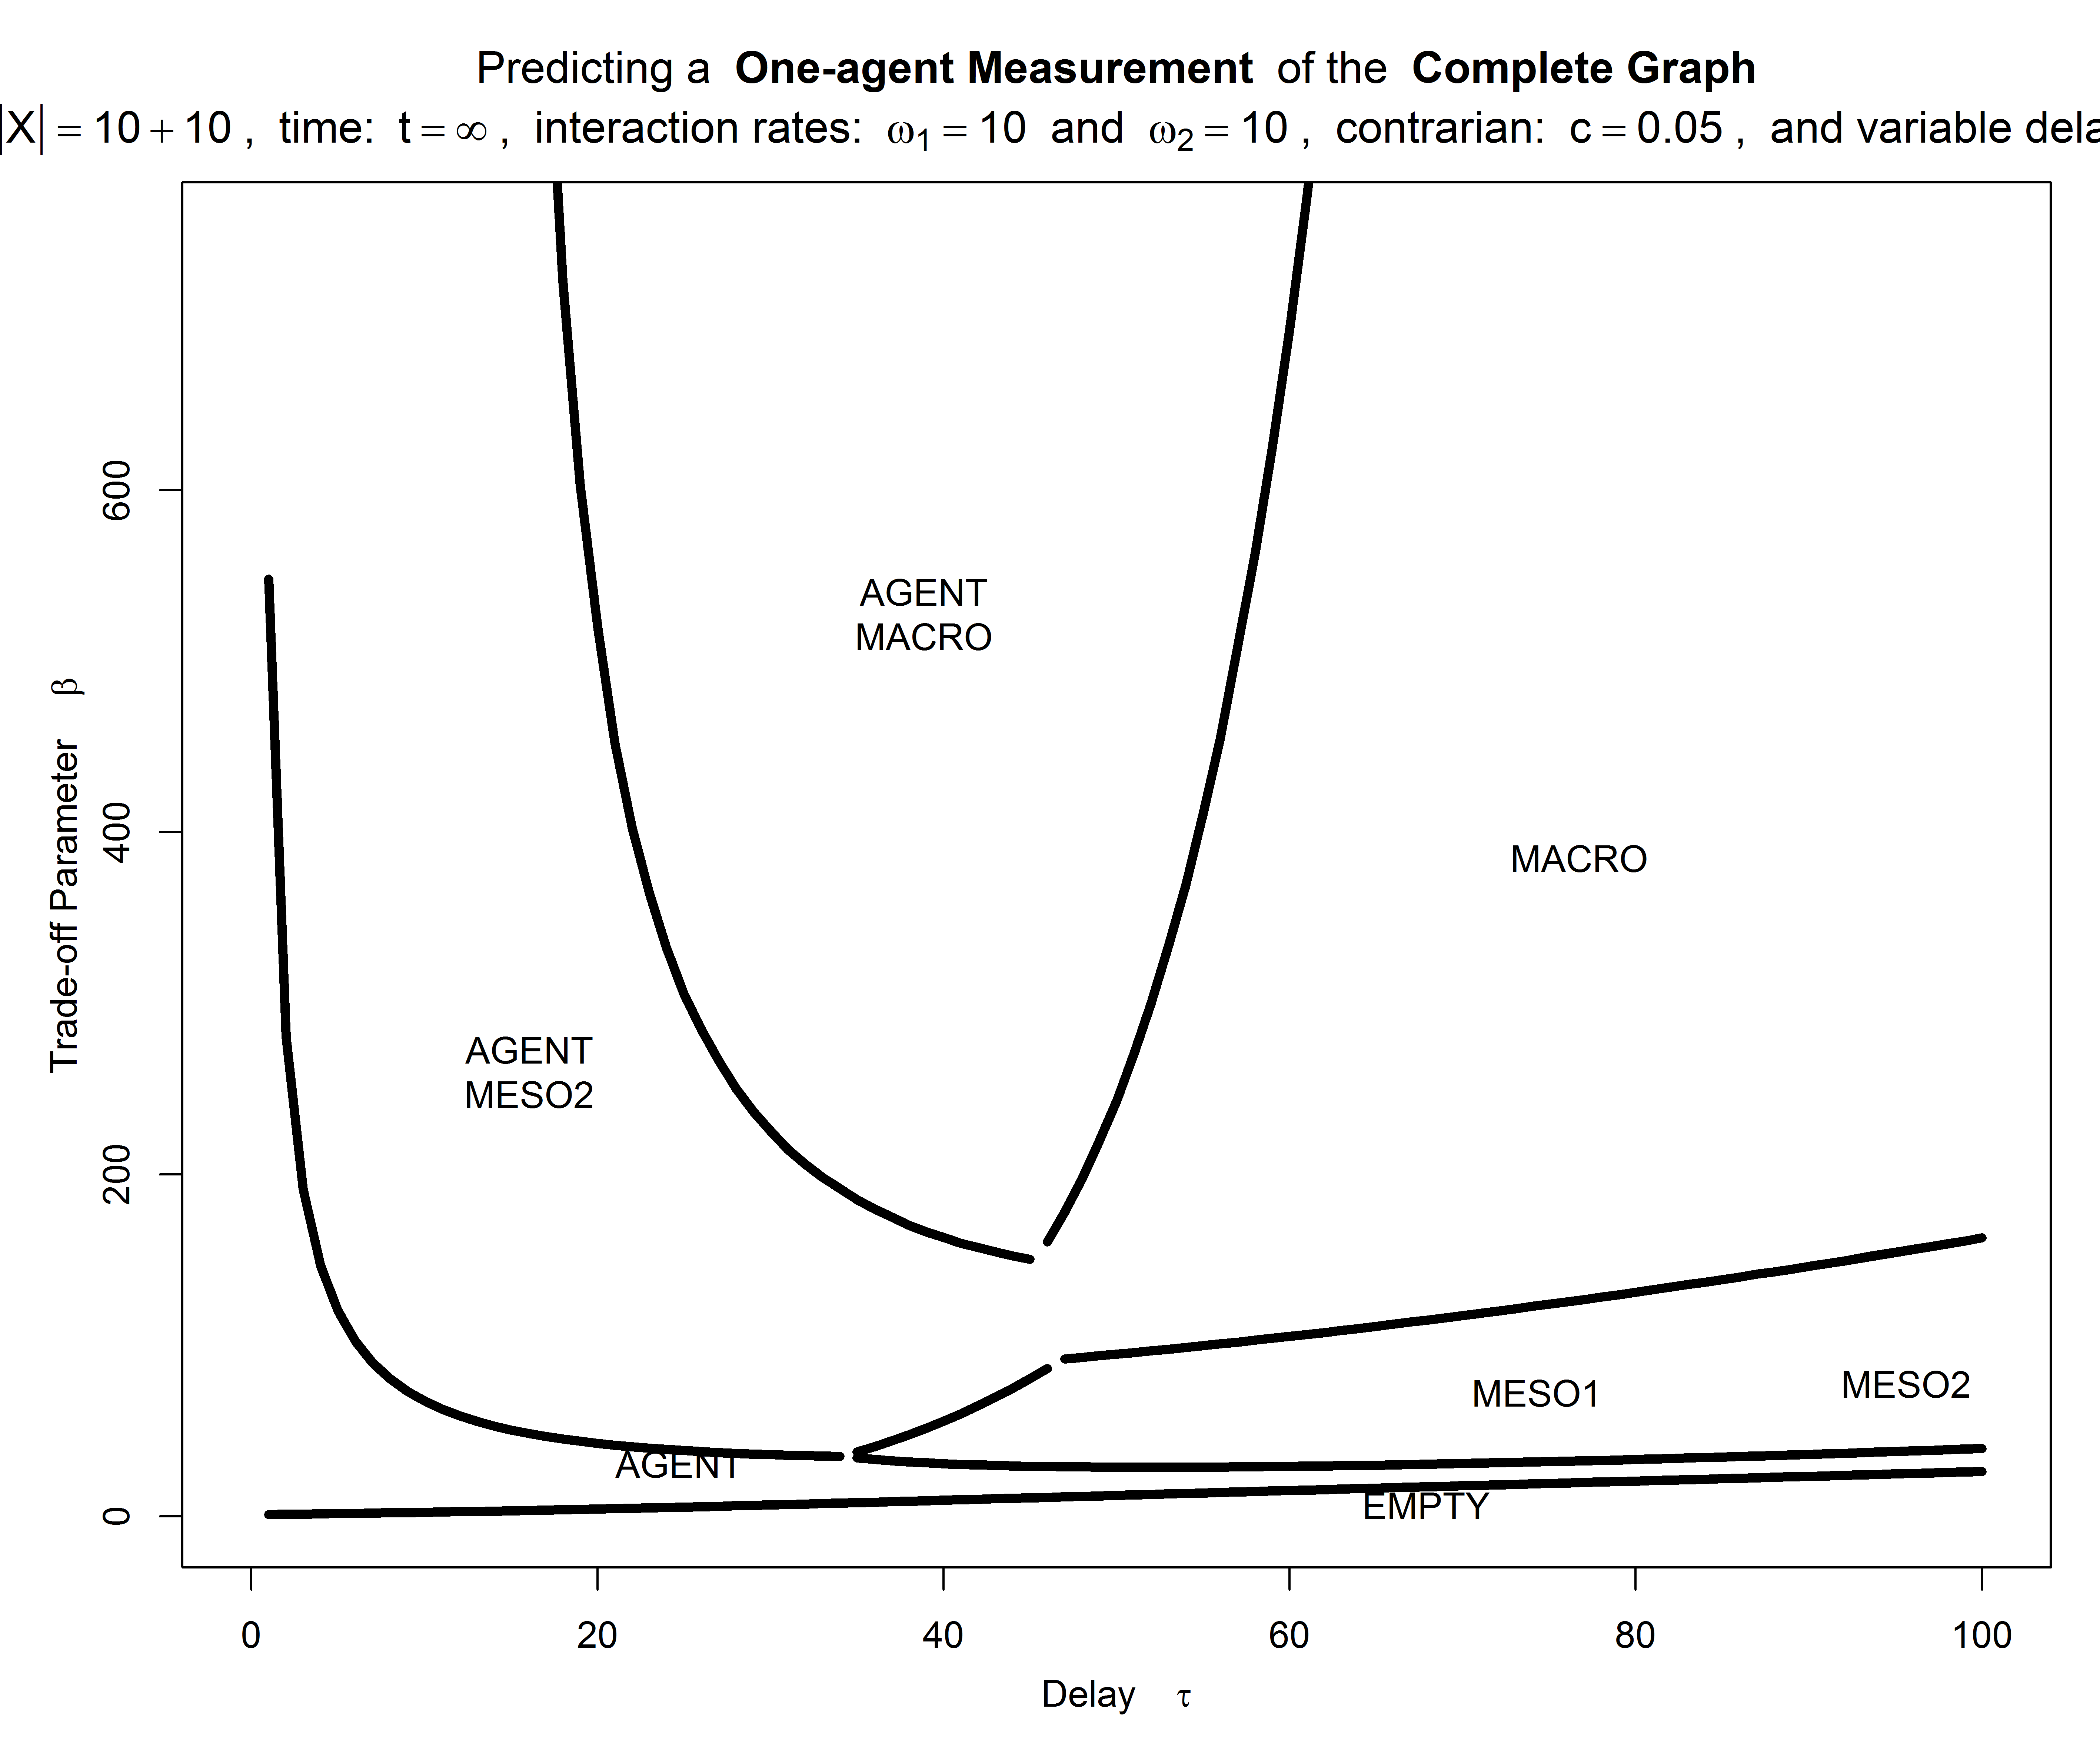 Predicting a One-agent Measurement of the Complete Graph
|X| = 10 + 10 , time: t = ∞ , interaction rates: ω1 = 10 and ω2 = 10 , contrarian: c = 0.05 , and variable dela
Trade-off Parameter β
600
400
200
0
AGENT
MACRO
MACRO
AGENT
MESO2
MESO1
MESO2
AGENT
EMPTY
0
20
40
60
80
100
Delay τ